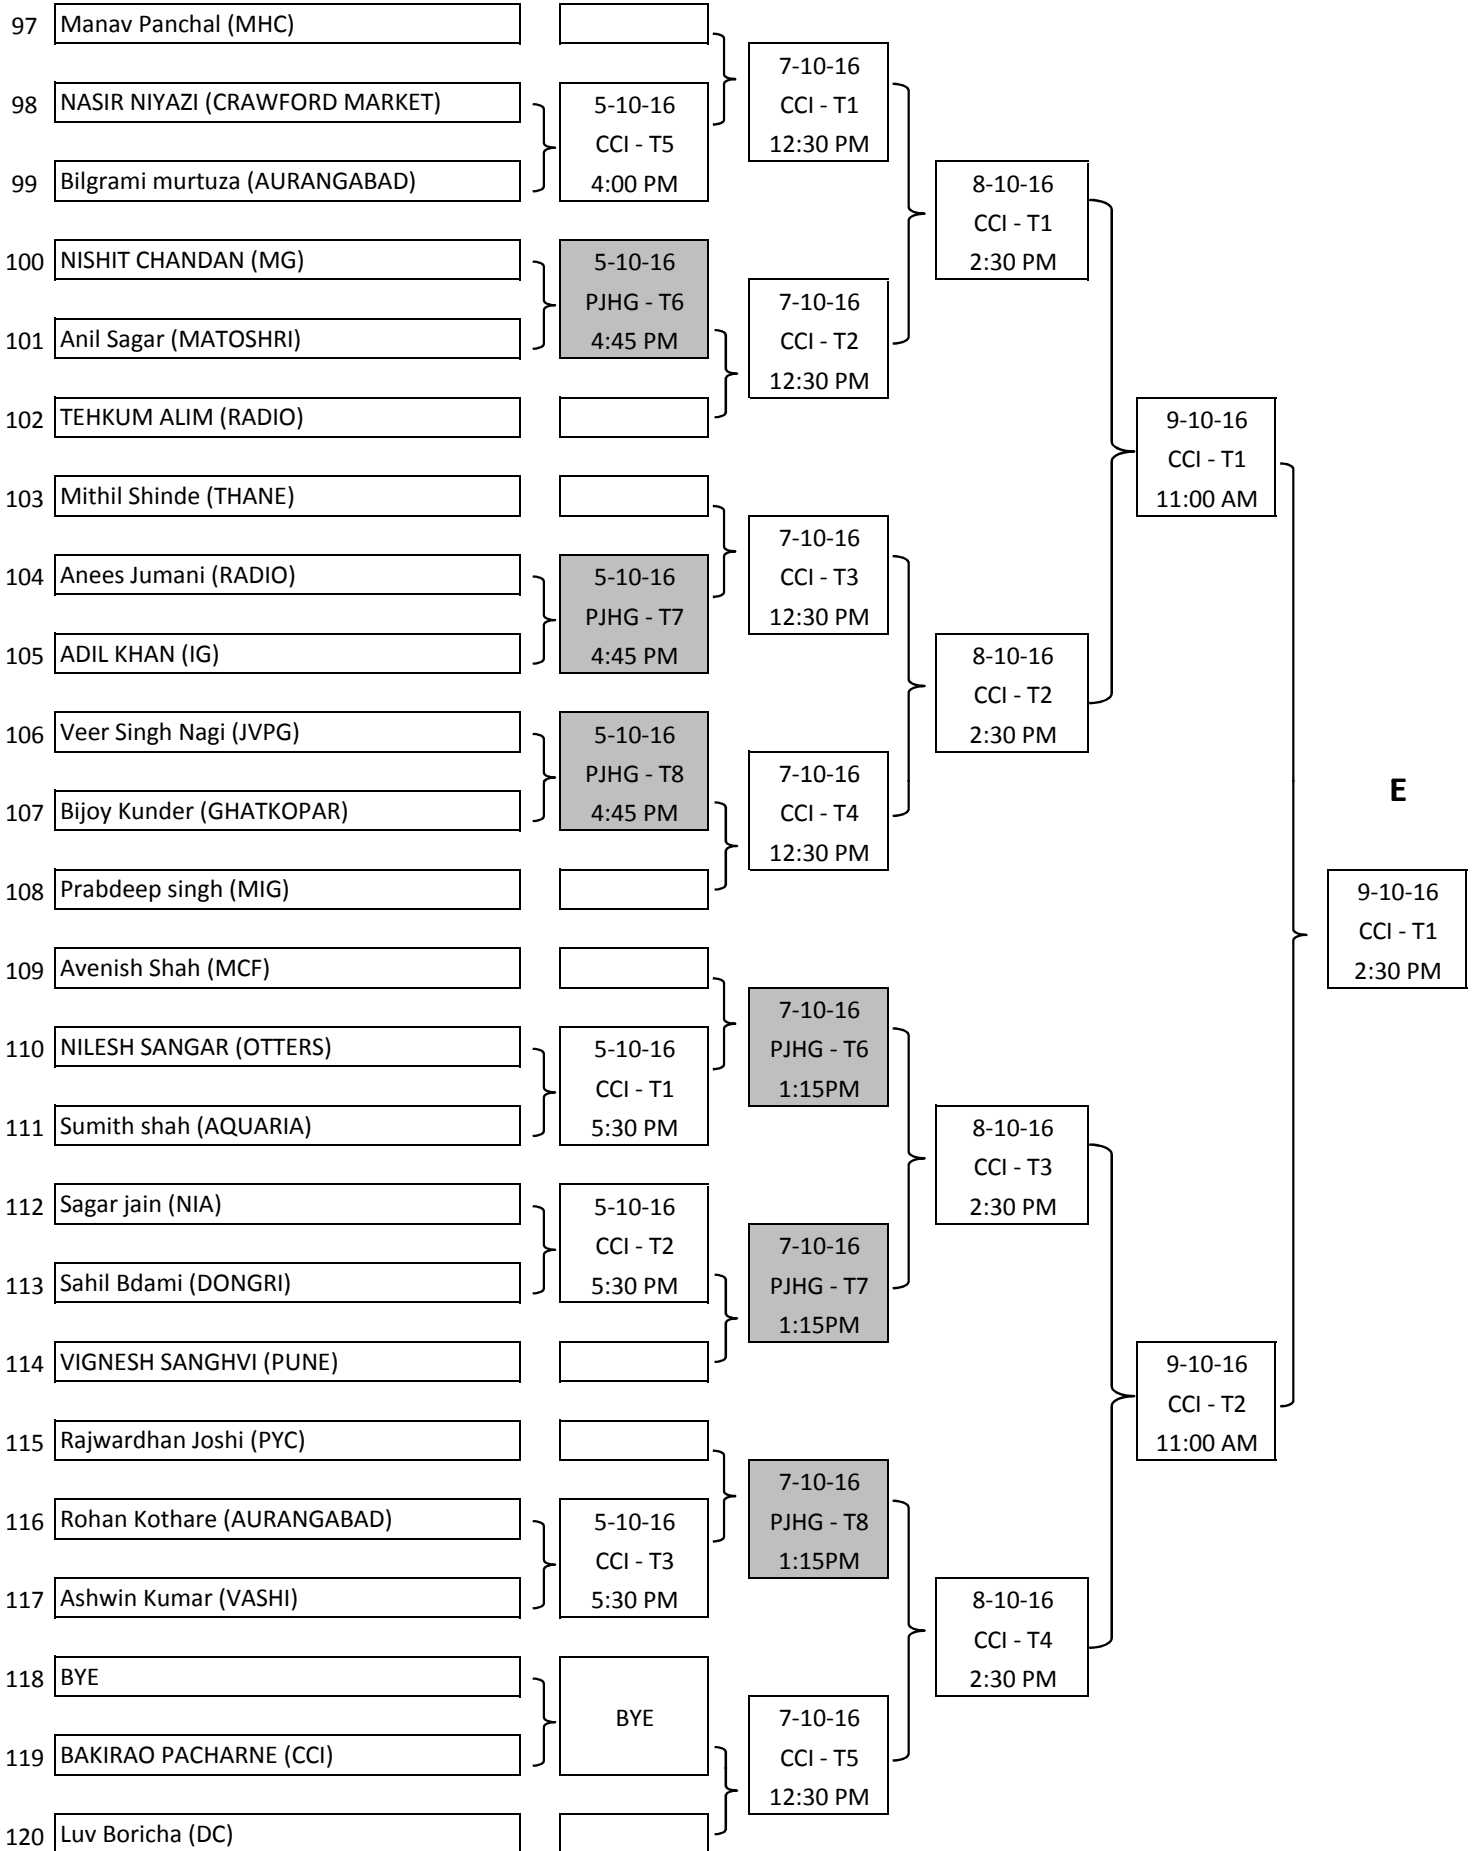 97 Manav Panchal (MHC)
7-10-16
98 NASIR NIYAZI (CRAWFORD MARKET) 5-10-16 CCI - T1
CCI - T5 12:30 PM
99 Bilgrami murtuza (AURANGABAD) 4:00 PM 8-10-16
CCI - T1
100 NISHIT CHANDAN (MG) 5-10-16 2:30 PM
PJHG - T6 7-10-16
101 Anil Sagar (MATOSHRI) 4:45 PM CCI - T2
12:30 PM
102 TEHKUM ALIM (RADIO) 9-10-16
CCI - T1
103 Mithil Shinde (THANE) 11:00 AM
7-10-16
104 Anees Jumani (RADIO) 5-10-16 CCI - T3
PJHG - T7 12:30 PM
105 ADIL KHAN (IG) 4:45 PM 8-10-16
CCI - T2
106 Veer Singh Nagi (JVPG) 5-10-16 2:30 PM
PJHG - T8 7-10-16
E
107 Bijoy Kunder (GHATKOPAR) 4:45 PM CCI - T4
12:30 PM
108 Prabdeep singh (MIG) 9-10-16
CCI - T1
109 Avenish Shah (MCF) 2:30 PM
7-10-16
110 NILESH SANGAR (OTTERS) 5-10-16 PJHG - T6
CCI - T1 1:15PM
111 Sumith shah (AQUARIA) 5:30 PM 8-10-16
CCI - T3
112 Sagar jain (NIA) 5-10-16 2:30 PM
CCI - T2 7-10-16
113 Sahil Bdami (DONGRI) 5:30 PM PJHG - T7
1:15PM
114 VIGNESH SANGHVI (PUNE) 9-10-16
CCI - T2
115 Rajwardhan Joshi (PYC) 11:00 AM
7-10-16
116 Rohan Kothare (AURANGABAD) 5-10-16 PJHG - T8
CCI - T3 1:15PM
117 Ashwin Kumar (VASHI) 5:30 PM 8-10-16
CCI - T4
118 BYE 2:30 PM
BYE 7-10-16
119 BAKIRAO PACHARNE (CCI) CCI - T5
12:30 PM
120 Luv Boricha (DC)